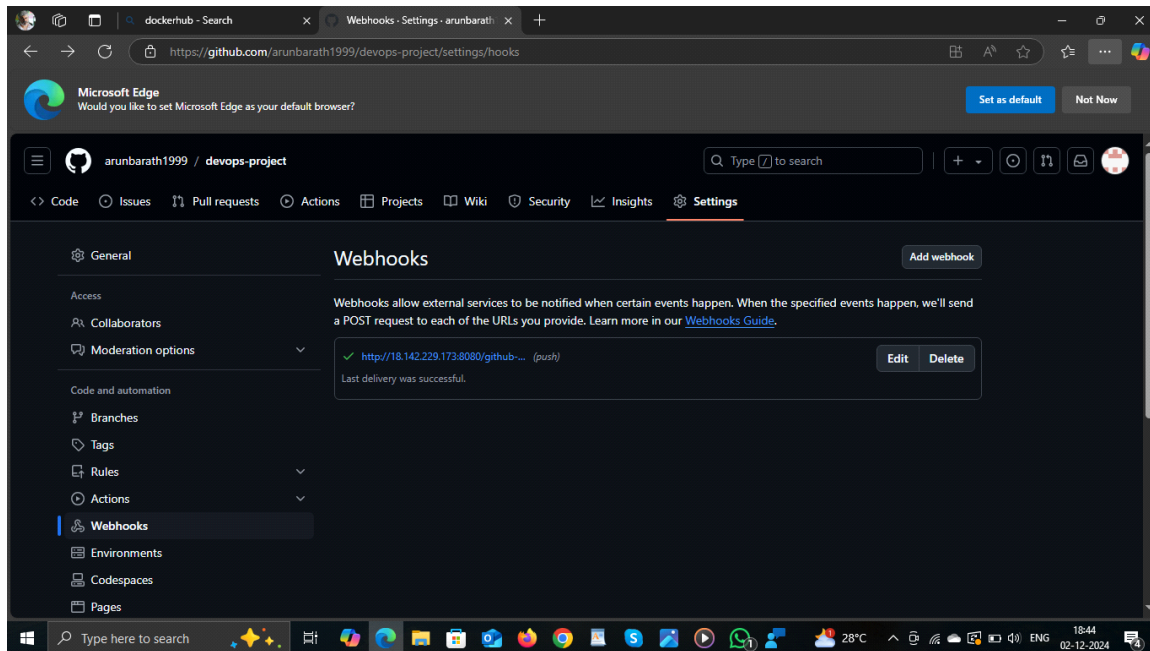 dockerhub - Search
Webhooks · Settings · arunbarath
https://github.com/arunbarath1999/devops-project/settings/hooks
Microsoft Edge
Would you like to set Microsoft Edge as your default browser?
Set as default
Not Now
arunbarath1999 / devops-project
Type / to search
Code
Issues
Pull requests
Actions
Projects
Wiki
Security
Insights
Settings
General
Access
Collaborators
Moderation options
Code and automation
Branches
Tags
Rules
Actions
Webhooks
Environments
Codespaces
Pages
Webhooks
Add webhook
Webhooks allow external services to be notified when certain events happen. When the specified events happen, we'll send
a POST request to each of the URLs you provide. Learn more in our Webhooks Guide.
http://18.142.229.173:8080/github-... (push)
Edit
Delete
Last delivery was successful.
Type here to search
1
28°C
ENG
18:44
02-12-2024
4